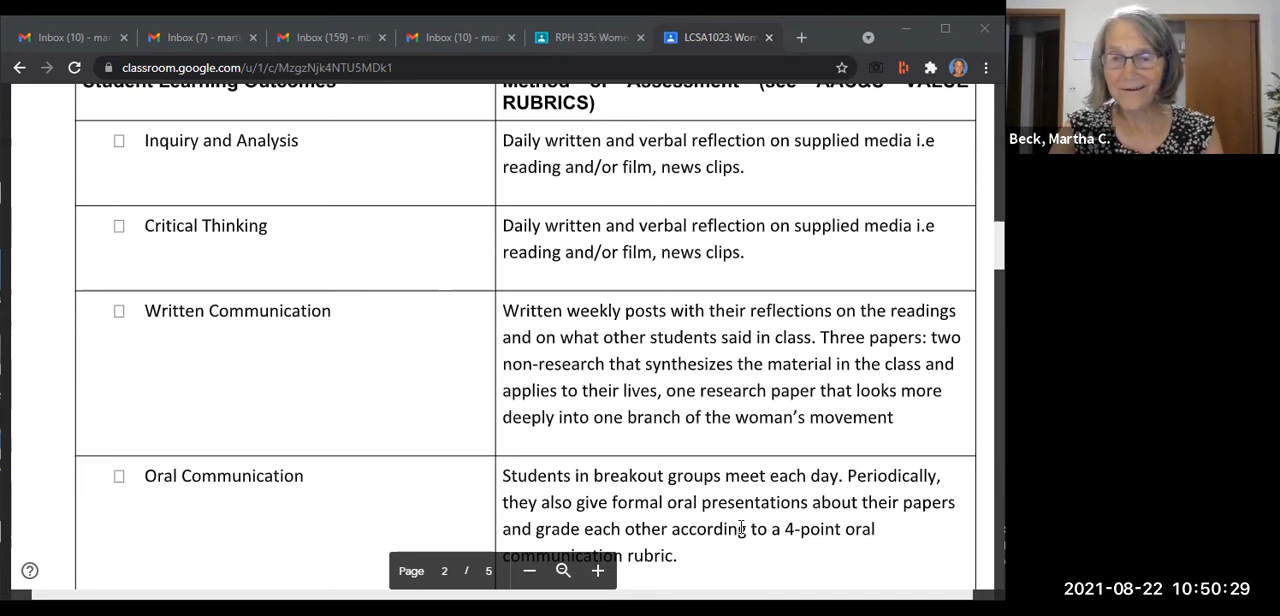 Inbox (10) - mar
Inbox (7) - marti
Inbox (159) - mb
Inbox (10) - mar
RPH 335: Wome
LCSA1023: Wom
classroom.google.com/u/1/c/MzgzNjk4NTU5MDk1
Student Learning Outcomes
Method of Assessment (see AAC&U VALUE
RUBRICS)
Inquiry and Analysis
Daily written and verbal reflection on supplied media i.e
reading and/or film, news clips.
Critical Thinking
Daily written and verbal reflection on supplied media i.e
reading and/or film, news clips.
Written Communication
Written weekly posts with their reflections on the readings
and on what other students said in class. Three papers: two
non-research that synthesizes the material in the class and
applies to their lives, one research paper that looks more
deeply into one branch of the woman’s movement
Oral Communication
Students in breakout groups meet each day. Periodically,
they also give formal oral presentations about their papers
and grade each other according to a 4-point oral
communication rubric.
Page 2 / 5
Beck, Martha C.
2021-08-22 10:50:29